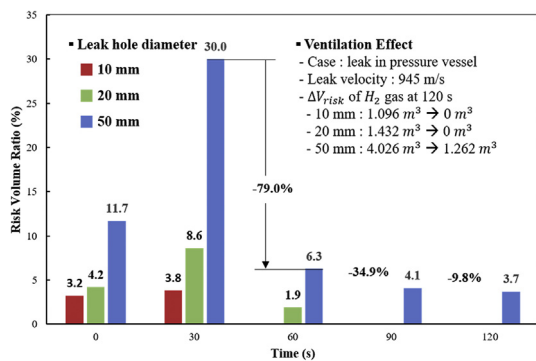 Risk Volume Ratio (%)
35
30
25
20
15
10
5
0
▪ Leak hole diameter
10 mm
20 mm
50 mm
▪ Ventilation Effect
- Case : leak in pressure vessel
- Leak velocity : 945 m/s
- ΔV_risk of H₂ gas at 120 s
- 10 mm : 1.096 m³ → 0 m³
- 20 mm : 1.432 m³ → 0 m³
- 50 mm : 4.026 m³ → 1.262 m³
3.2 4.2 11.7
3.8 8.6 30.0
-79.0%
1.9 6.3
-34.9%
4.1
-9.8%
3.7
0 30 60 90 120
Time (s)